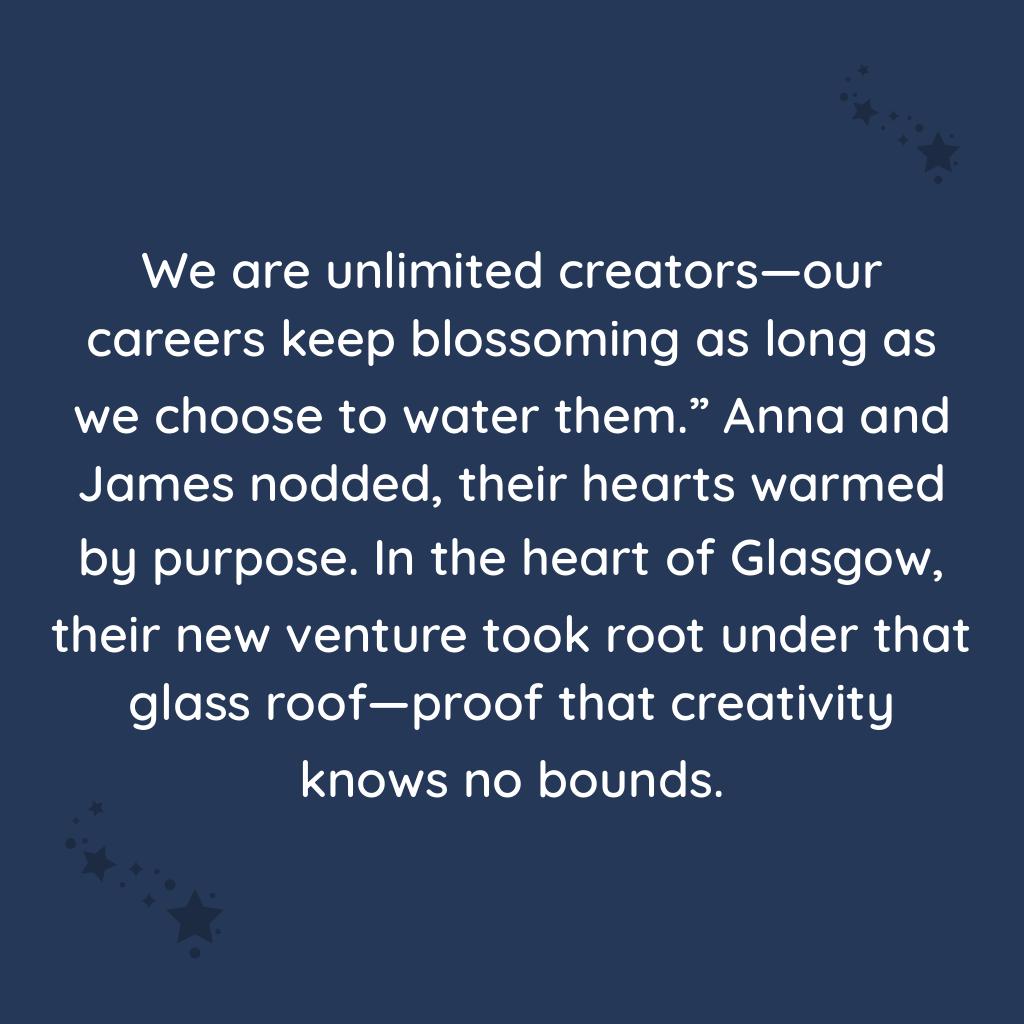 We are unlimited creators—our
careers keep blossoming as long as
we choose to water them.” Anna and
James nodded, their hearts warmed
by purpose. In the heart of Glasgow,
their new venture took root under that
glass roof—proof that creativity
knows no bounds.